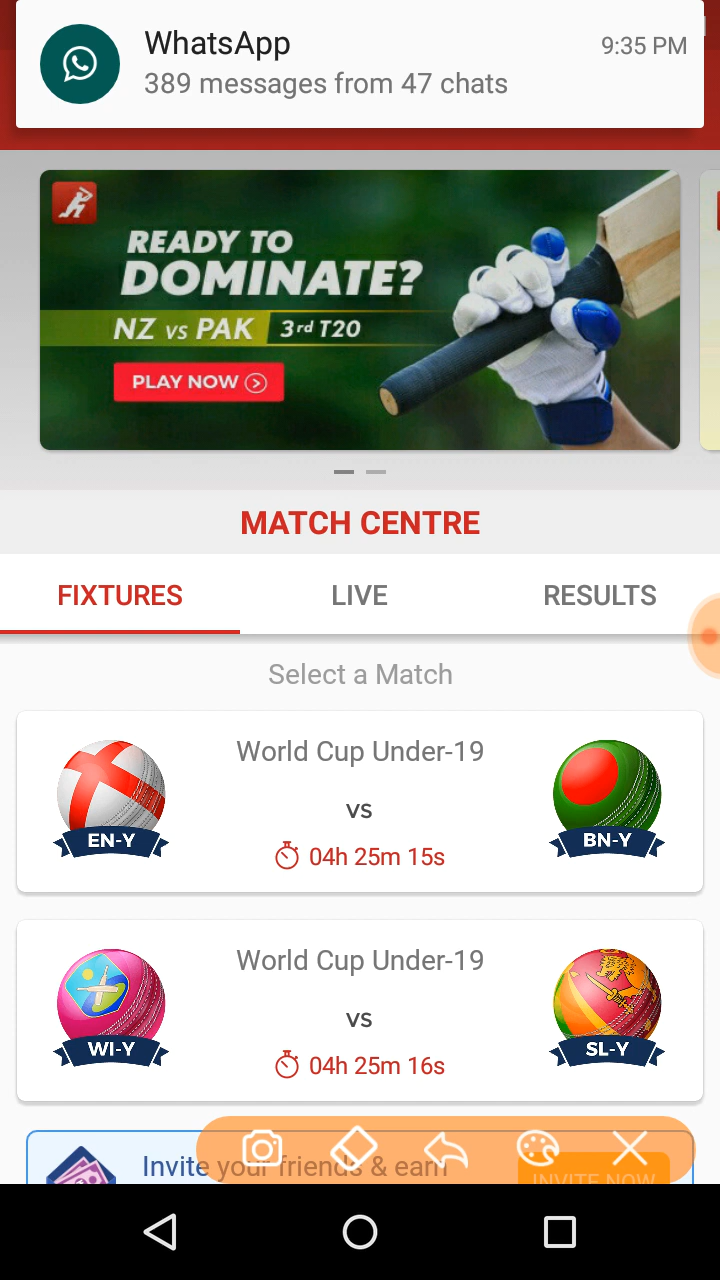 WhatsApp
9:35 PM
389 messages from 47 chats
READY TO
DOMINATE?
NZ vs PAK 3rd T20
PLAY NOW
MATCH CENTRE
FIXTURES LIVE RESULTS
Select a Match
World Cup Under-19
VS
04h 25m 15s
EN-Y
BN-Y
World Cup Under-19
VS
04h 25m 16s
WI-Y
SL-Y
Invite your friends & earn
INVITE NOW